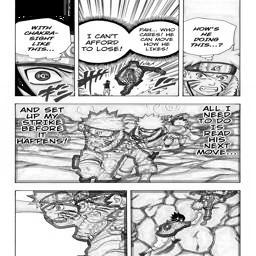 HOW'S
HE
DOING
THIS...?
PAH... WHO
CARES! HE CAN
MOVE HOW
HE LIKES!
I CAN'T
AFFORD
TO LOSE!
WITH
CHAKRA-
SIGHT
LIKE
THIS...
ALL I
NEED
TO DO
IS
READ
HIS
NEXT
MOVE...
AND SET
UP MY
STRIKE
BEFORE
IT
HAPPENS!